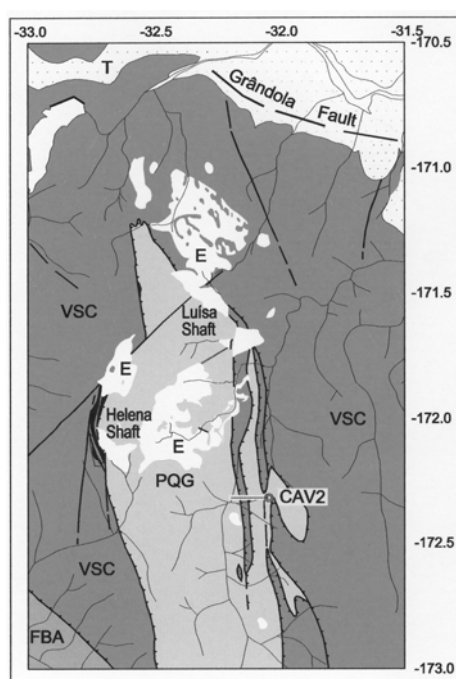 -33.0 -32.5 -32.0 -31.5
-170.5
T
Grândola Fault
-171.0
E
-171.5
VSC
Luísa
Shaft
E
Helena
Shaft
VSC
-172.0
E
PQG
CAV2
-172.5
VSC
FBA
-173.0